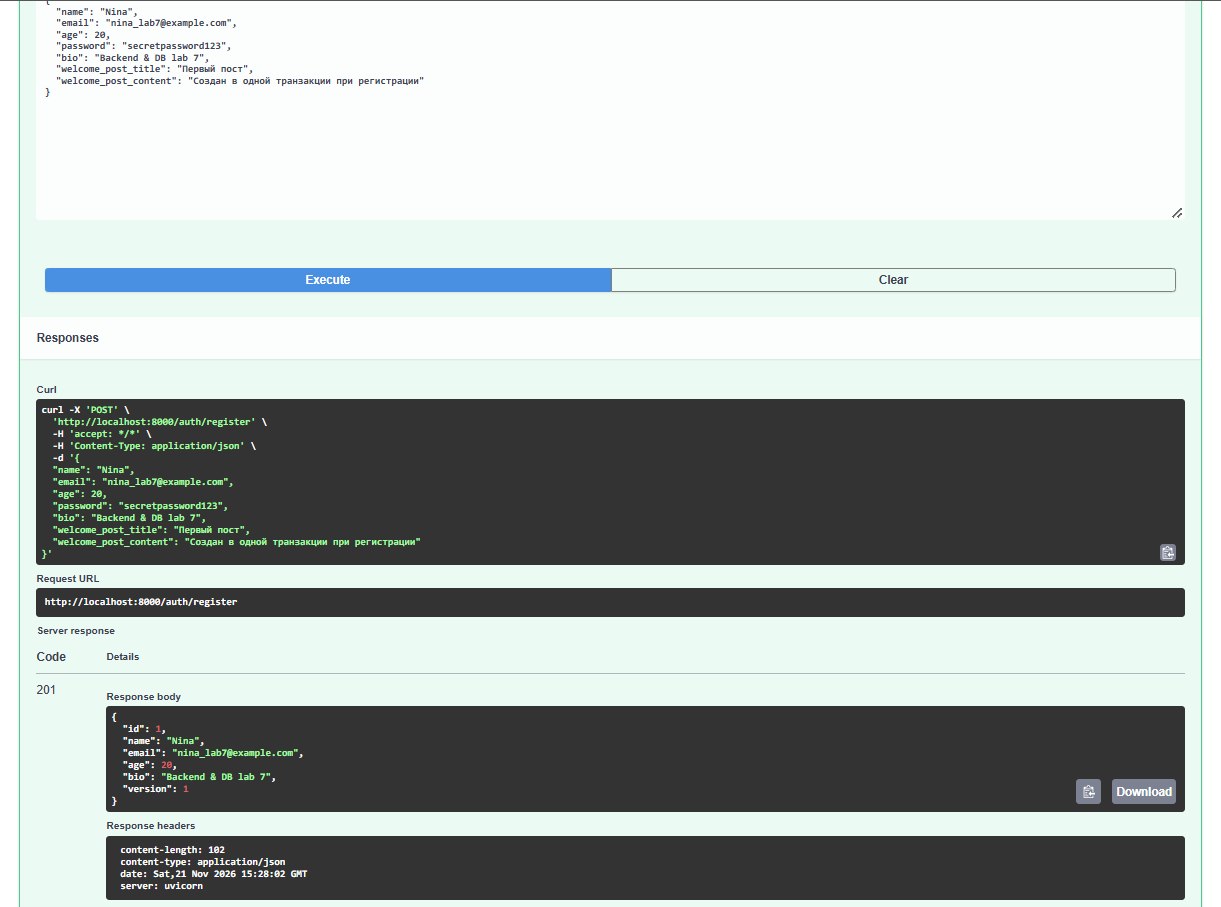 {
"name": "Nina",
"email": "nina_lab7@example.com",
"age": 20,
"password": "secretpassword123",
"bio": "Backend & DB lab 7",
"welcome_post_title": "Первый пост",
"welcome_post_content": "Создан в одной транзакции при регистрации"
}
Execute
Clear
Responses
Curl
curl -X 'POST' \
'http://localhost:8000/auth/register' \
-H 'accept: */*' \
-H 'Content-Type: application/json' \
-d '{
"name": "Nina",
"email": "nina_lab7@example.com",
"age": 20,
"password": "secretpassword123",
"bio": "Backend & DB lab 7",
"welcome_post_title": "Первый пост",
"welcome_post_content": "Создан в одной транзакции при регистрации"
}'
Request URL
http://localhost:8000/auth/register
Server response
Code Details
201
Response body
{
"id": 1,
"name": "Nina",
"email": "nina_lab7@example.com",
"age": 20,
"bio": "Backend & DB lab 7",
"version": 1
}
Download
Response headers
content-length: 102
content-type: application/json
date: Sat,21 Nov 2026 15:28:02 GMT
server: uvicorn